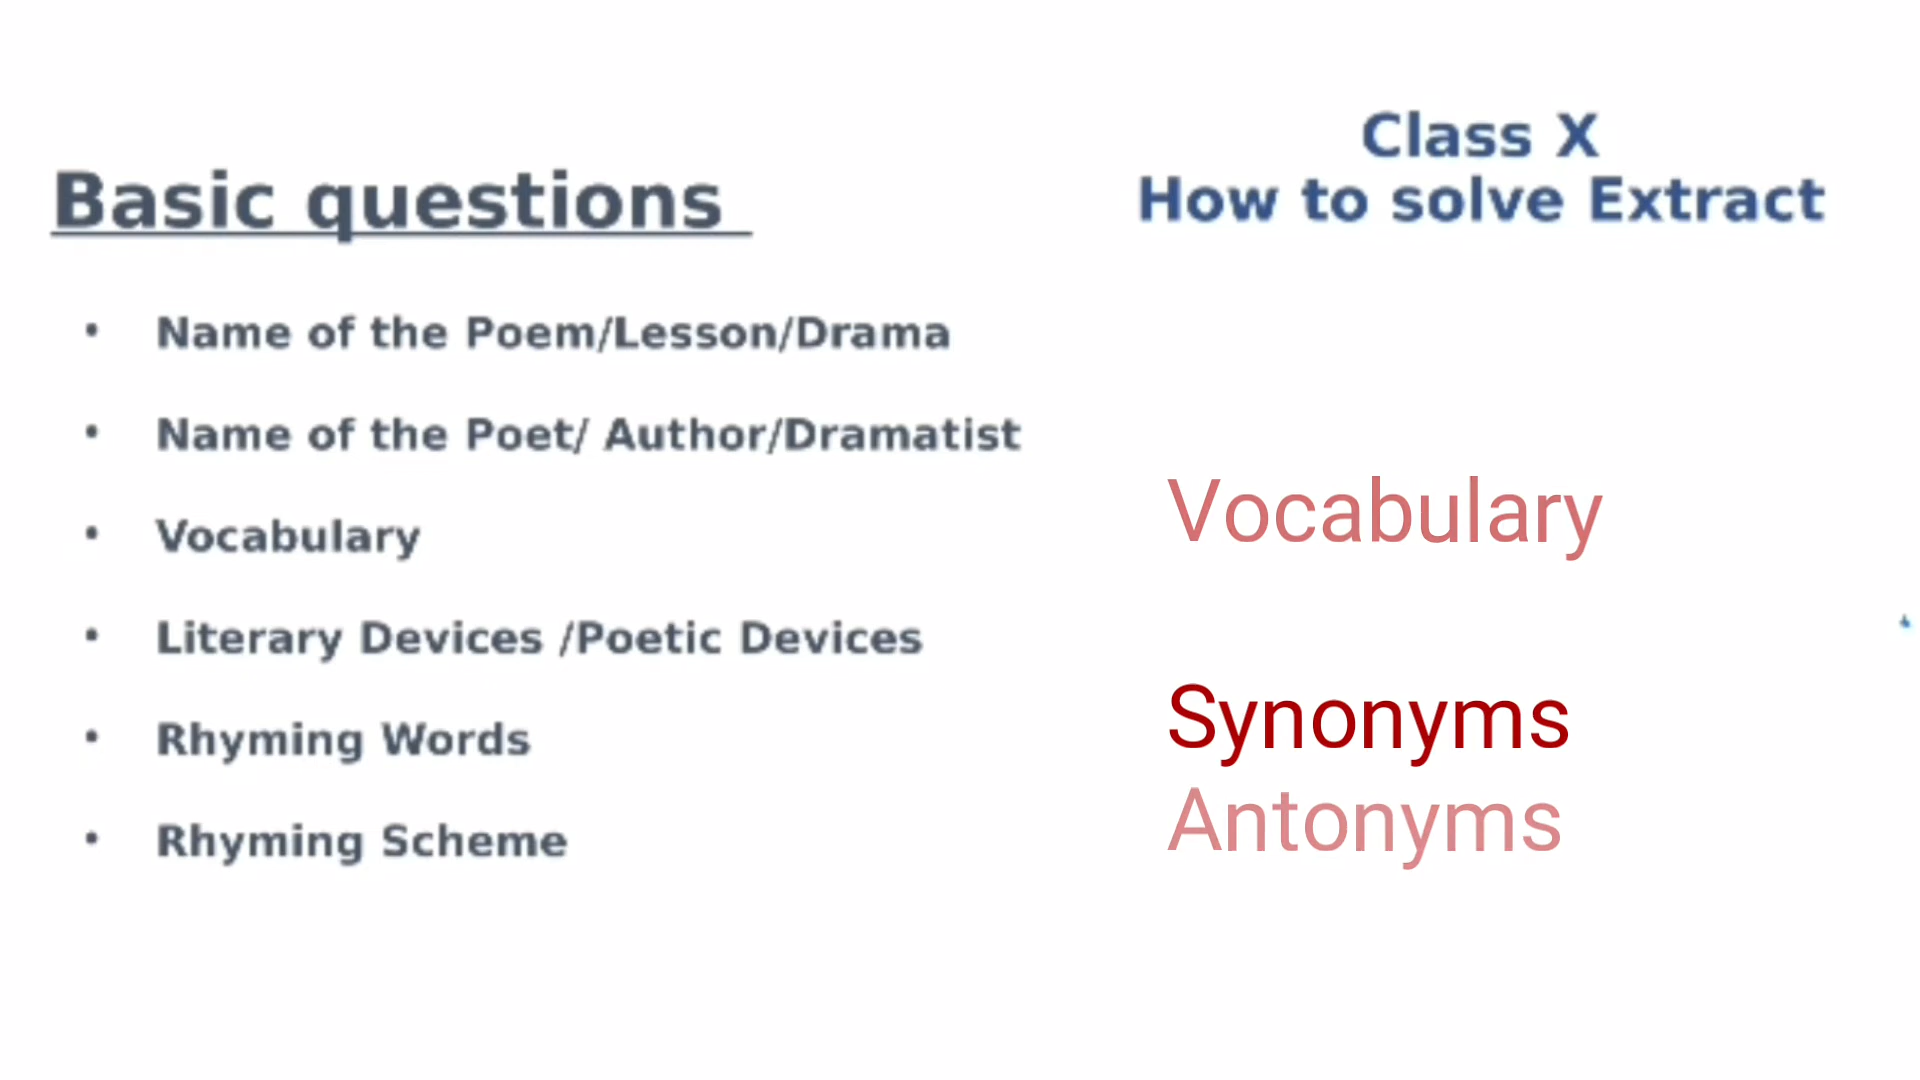 Class X
How to solve Extract
Basic questions
• Name of the Poem/Lesson/Drama
• Name of the Poet/ Author/Dramatist
• Vocabulary
• Literary Devices /Poetic Devices
• Rhyming Words
• Rhyming Scheme
Vocabulary
Synonyms
Antonyms